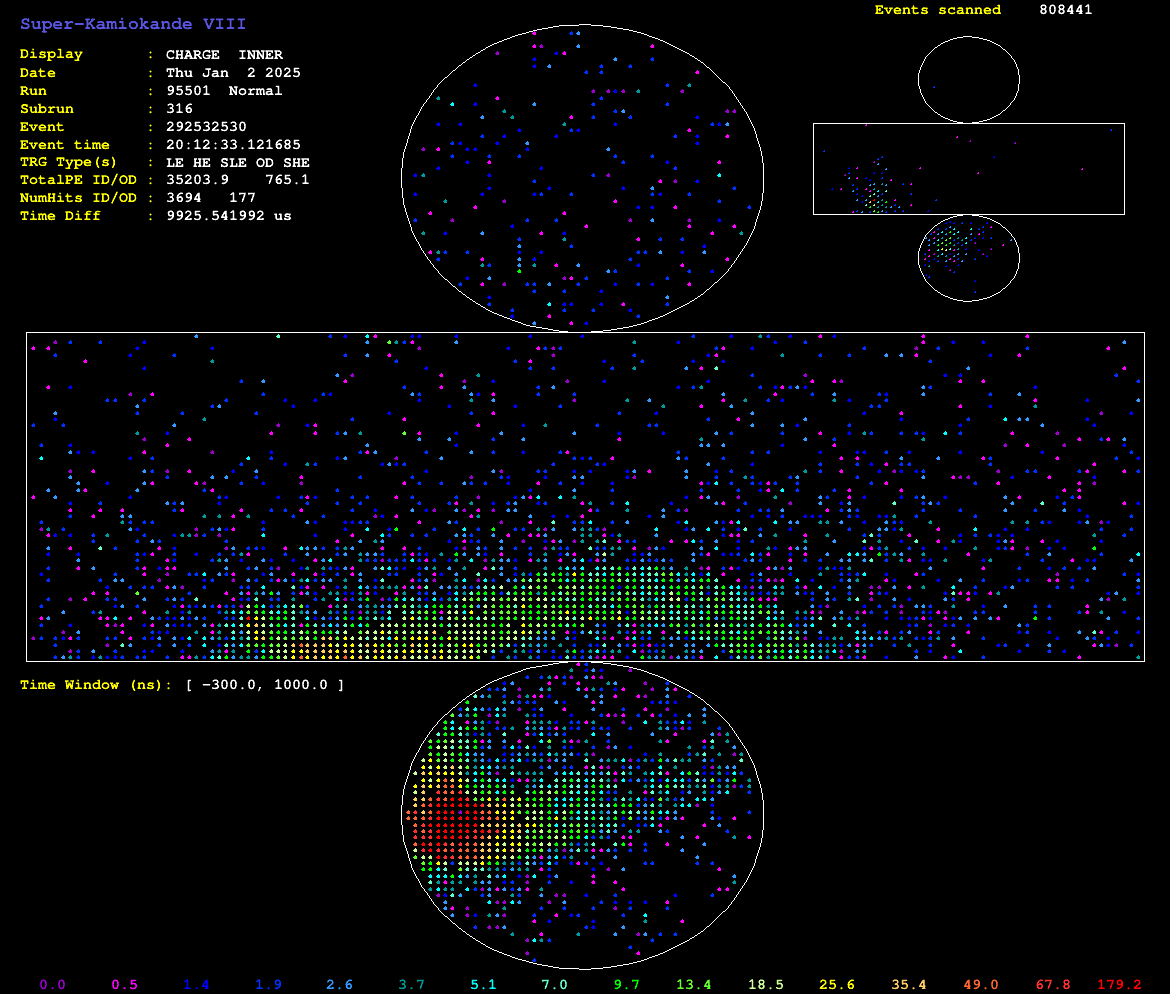 Super-Kamiokande VIII
Events scanned 808441
Display : CHARGE INNER
Date : Thu Jan 2 2025
Run : 95501 Normal
Subrun : 316
Event : 292532530
Event time : 20:12:33.121685
TRG Type(s) : LE HE SLE OD SHE
TotalPE ID/OD : 35203.9 765.1
NumHits ID/OD : 3694 177
Time Diff : 9925.541992 us
Time Window (ns): [ -300.0, 1000.0 ]
0.0 0.5 1.4 1.9 2.6 3.7 5.1 7.0 9.7 13.4 18.5 25.6 35.4 49.0 67.8 179.2